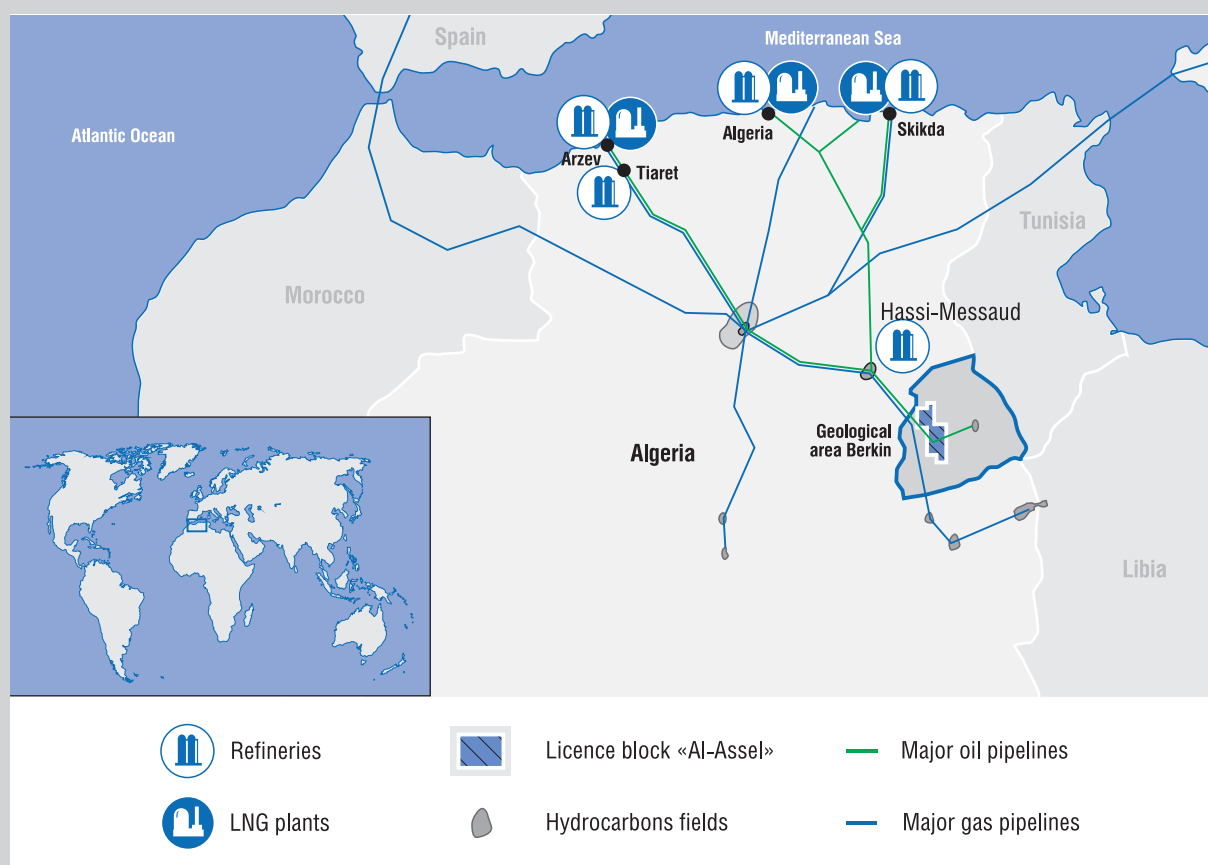 Spain
Mediterranean Sea
Atlantic Ocean
Algeria
Skikda
Arzev
Tiaret
Tunisia
Morocco
Hassi-Messaud
Geological
area Berkin
Algeria
Libia
Refineries
Licence block «Al-Assel»
Major oil pipelines
LNG plants
Hydrocarbons fields
Major gas pipelines